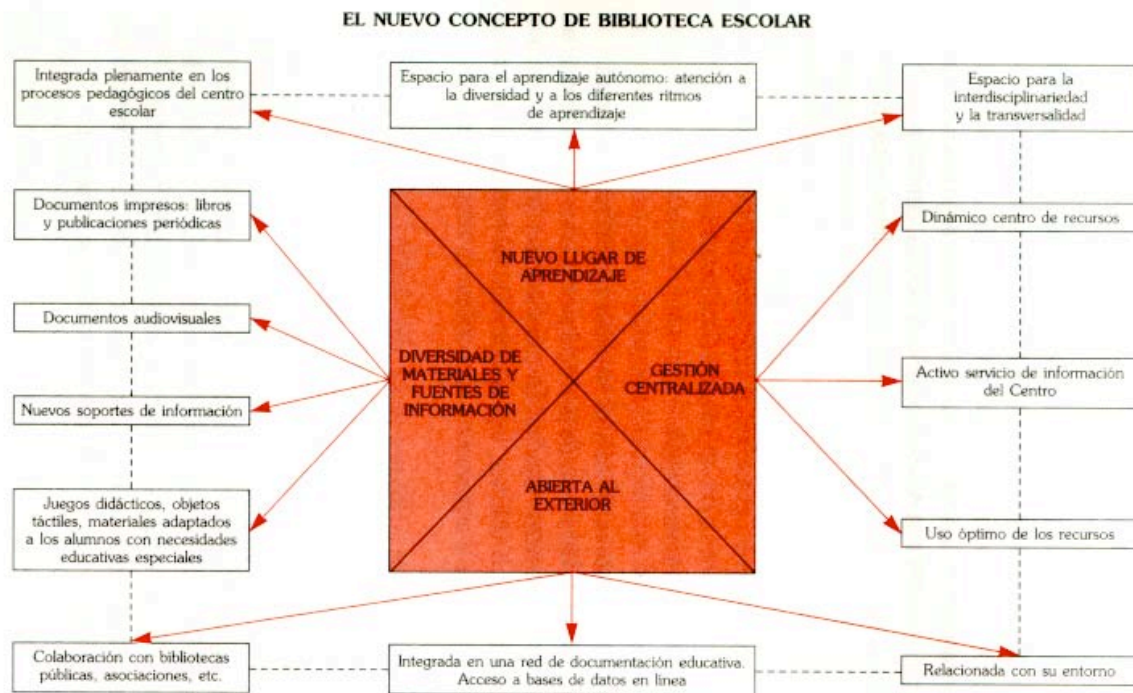 EL NUEVO CONCEPTO DE BIBLIOTECA ESCOLAR
Integrada plenamente en los
procesos pedagógicos del centro
escolar
Espacio para el aprendizaje autónomo: atención a
la diversidad y a los diferentes ritmos
de aprendizaje
Espacio para la
interdisciplinariedad
y la transversalidad
Documentos impresos: libros
y publicaciones periódicas
Documentos audiovisuales
Nuevos soportes de información
Juegos didácticos, objetos
táctiles, materiales adaptados
a los alumnos con necesidades
educativas especiales
NUEVO LUGAR DE
APRENDIZAJE
DIVERSIDAD DE
MATERIALES Y
FUENTES DE
INFORMACIÓN
GESTIÓN
CENTRALIZADA
ABIERTA AL
EXTERIOR
Dinámico centro de recursos
Activo servicio de información
del Centro
Uso óptimo de los recursos
Colaboración con bibliotecas
públicas, asociaciones, etc.
Integrada en una red de documentación educativa.
Acceso a bases de datos en línea
Relacionada con su entorno